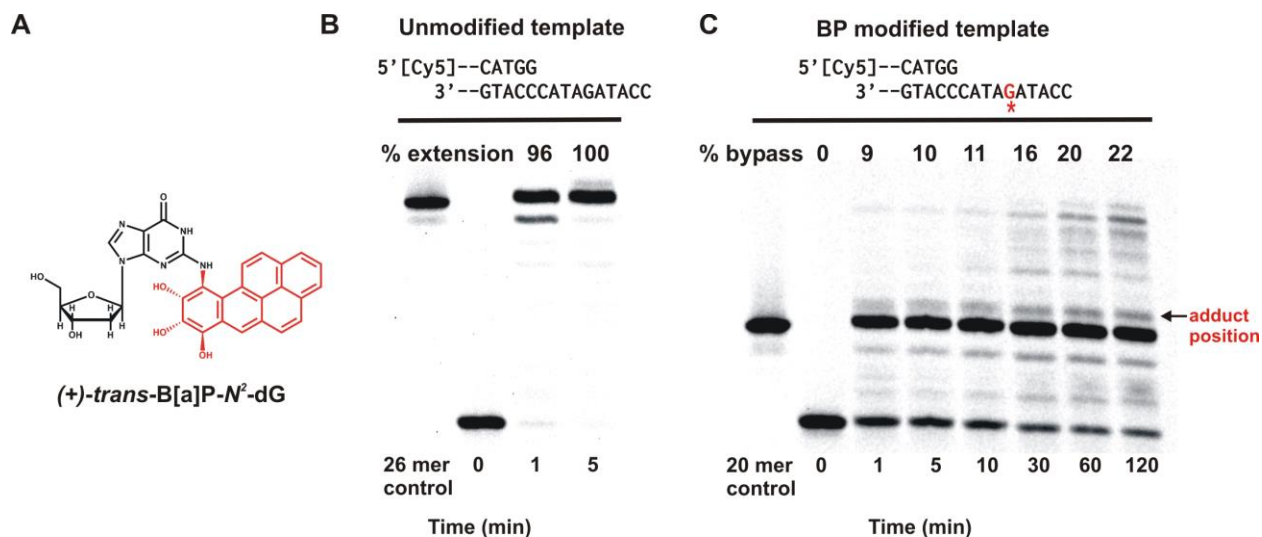 A
B
C
Unmodified template
5'[Cy5]--CATGG
3'--GTACCCATAGATACC
% extension 96 100
26 mer control 0 1 5
Time (min)
BP modified template
5'[Cy5]--CATGG
3'--GTACCCATAGATACC
*
% bypass 0 9 10 11 16 20 22
adduct
position
20 mer control 0 1 5 10 30 60 120
Time (min)
O
N
NH
N
N
NH
HO
O
H
H
H
H
OH
HO
HO
OH
(+)-trans-B[a]P-N²-dG